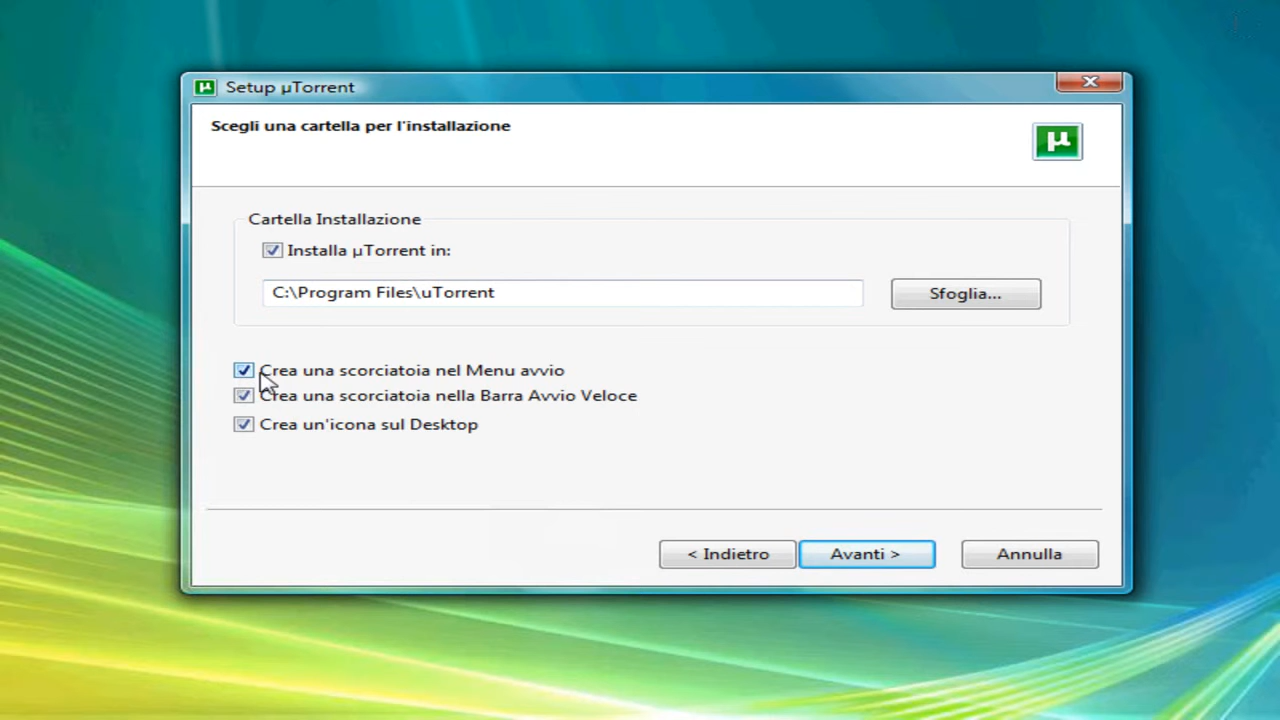 µ Setup µTorrent
Scegli una cartella per l'installazione
µ
Cartella Installazione
Installa µTorrent in:
C:\Program Files\uTorrent
Sfoglia...
Crea una scorciatoia nel Menu avvio
Crea una scorciatoia nella Barra Avvio Veloce
Crea un'icona sul Desktop
< Indietro
Avanti >
Annulla